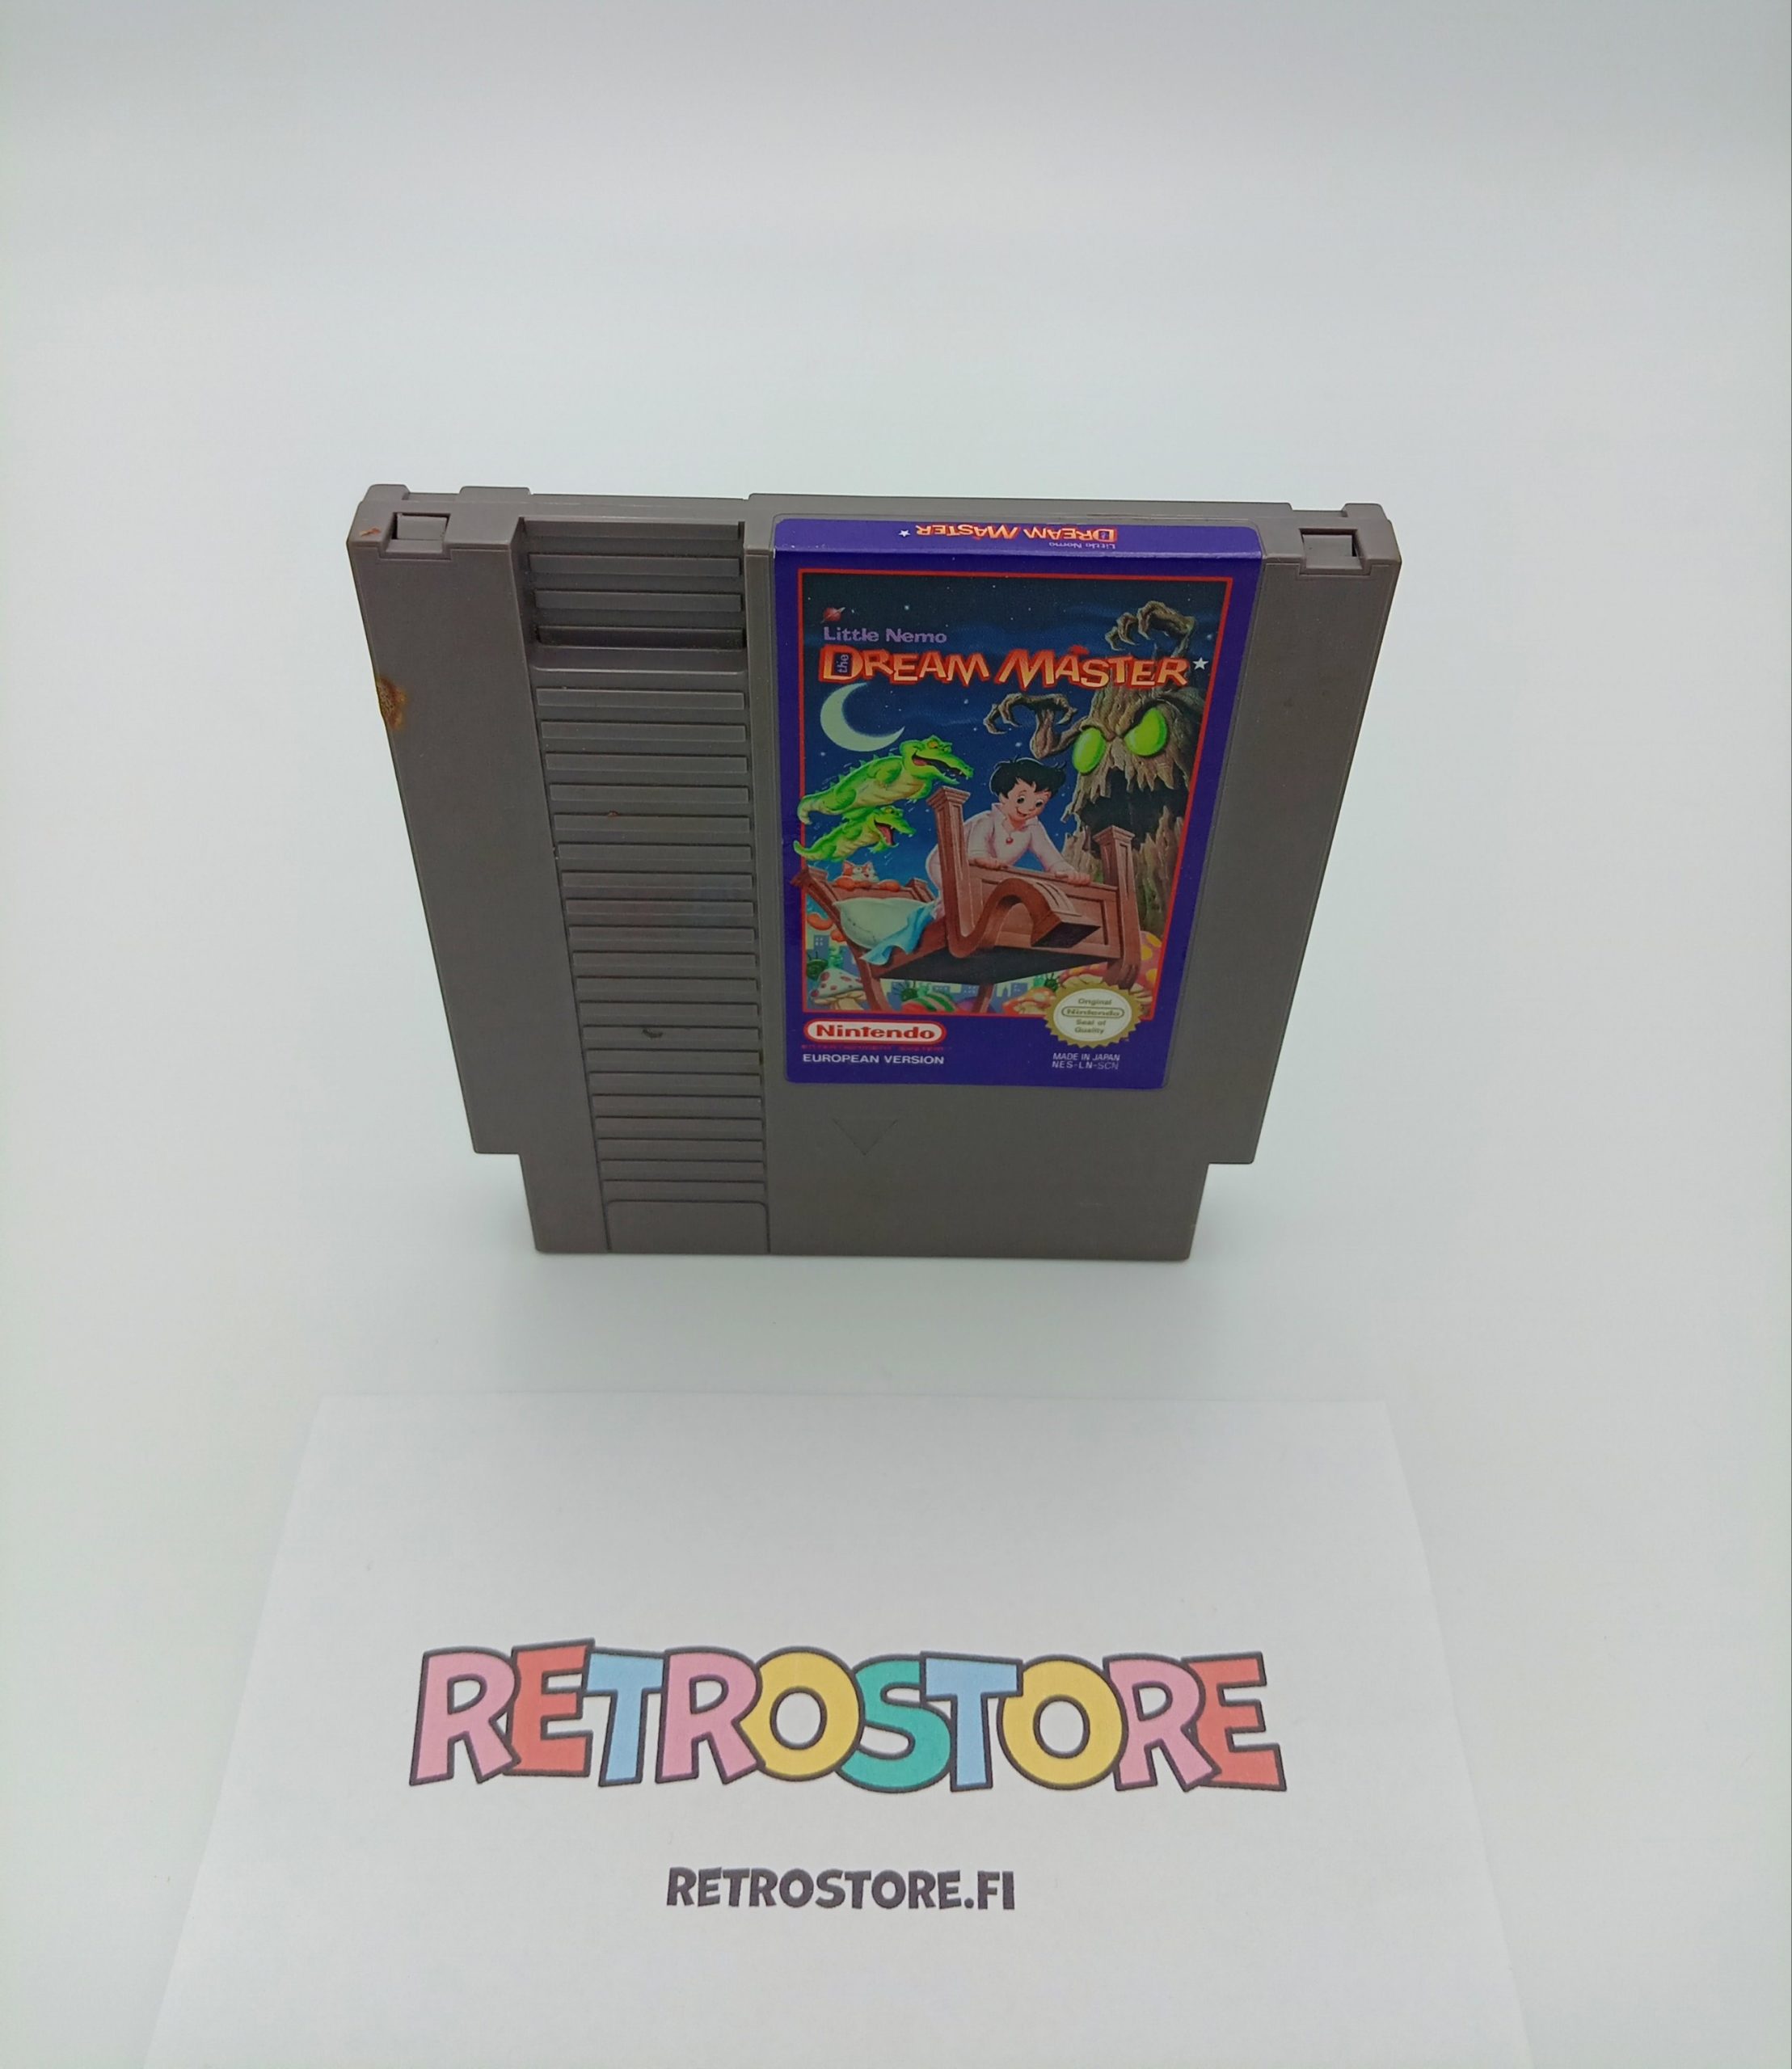 Little Nemo
the DREAM MASTER
Little Nemo
the DREAM MASTER
Nintendo
EUROPEAN VERSION
Original
Nintendo
Seal of
Quality
MADE IN JAPAN
NES-LN-SCN
RETROSTORE
RETROSTORE.FI